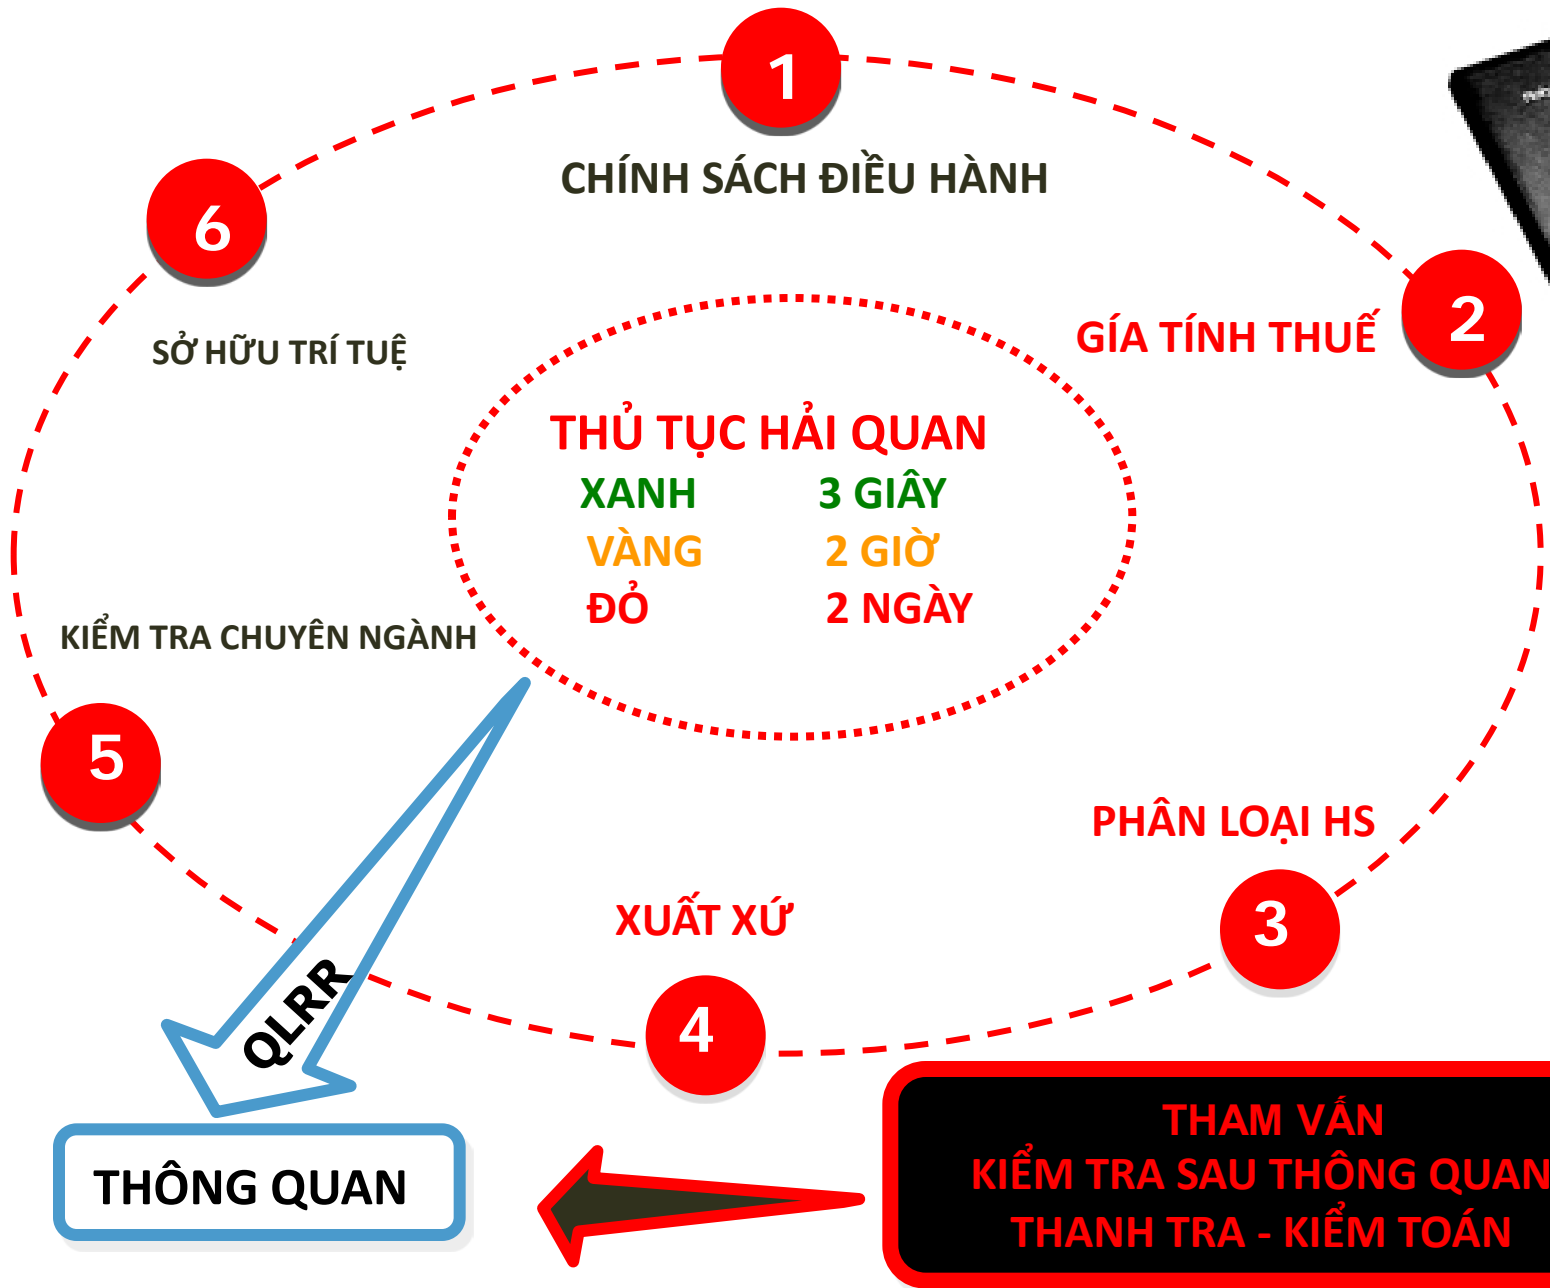 1
CHÍNH SÁCH ĐIỀU HÀNH
6
2
GÍA TÍNH THUẾ
SỞ HỮU TRÍ TUỆ
THỦ TỤC HẢI QUAN
XANH 3 GIÂY
VÀNG 2 GIỜ
ĐỎ 2 NGÀY
KIỂM TRA CHUYÊN NGÀNH
5
PHÂN LOẠI HS
3
XUẤT XỨ
4
QLRR
THÔNG QUAN
THAM VẤN
KIỂM TRA SAU THÔNG QUAN
THANH TRA - KIỂM TOÁN